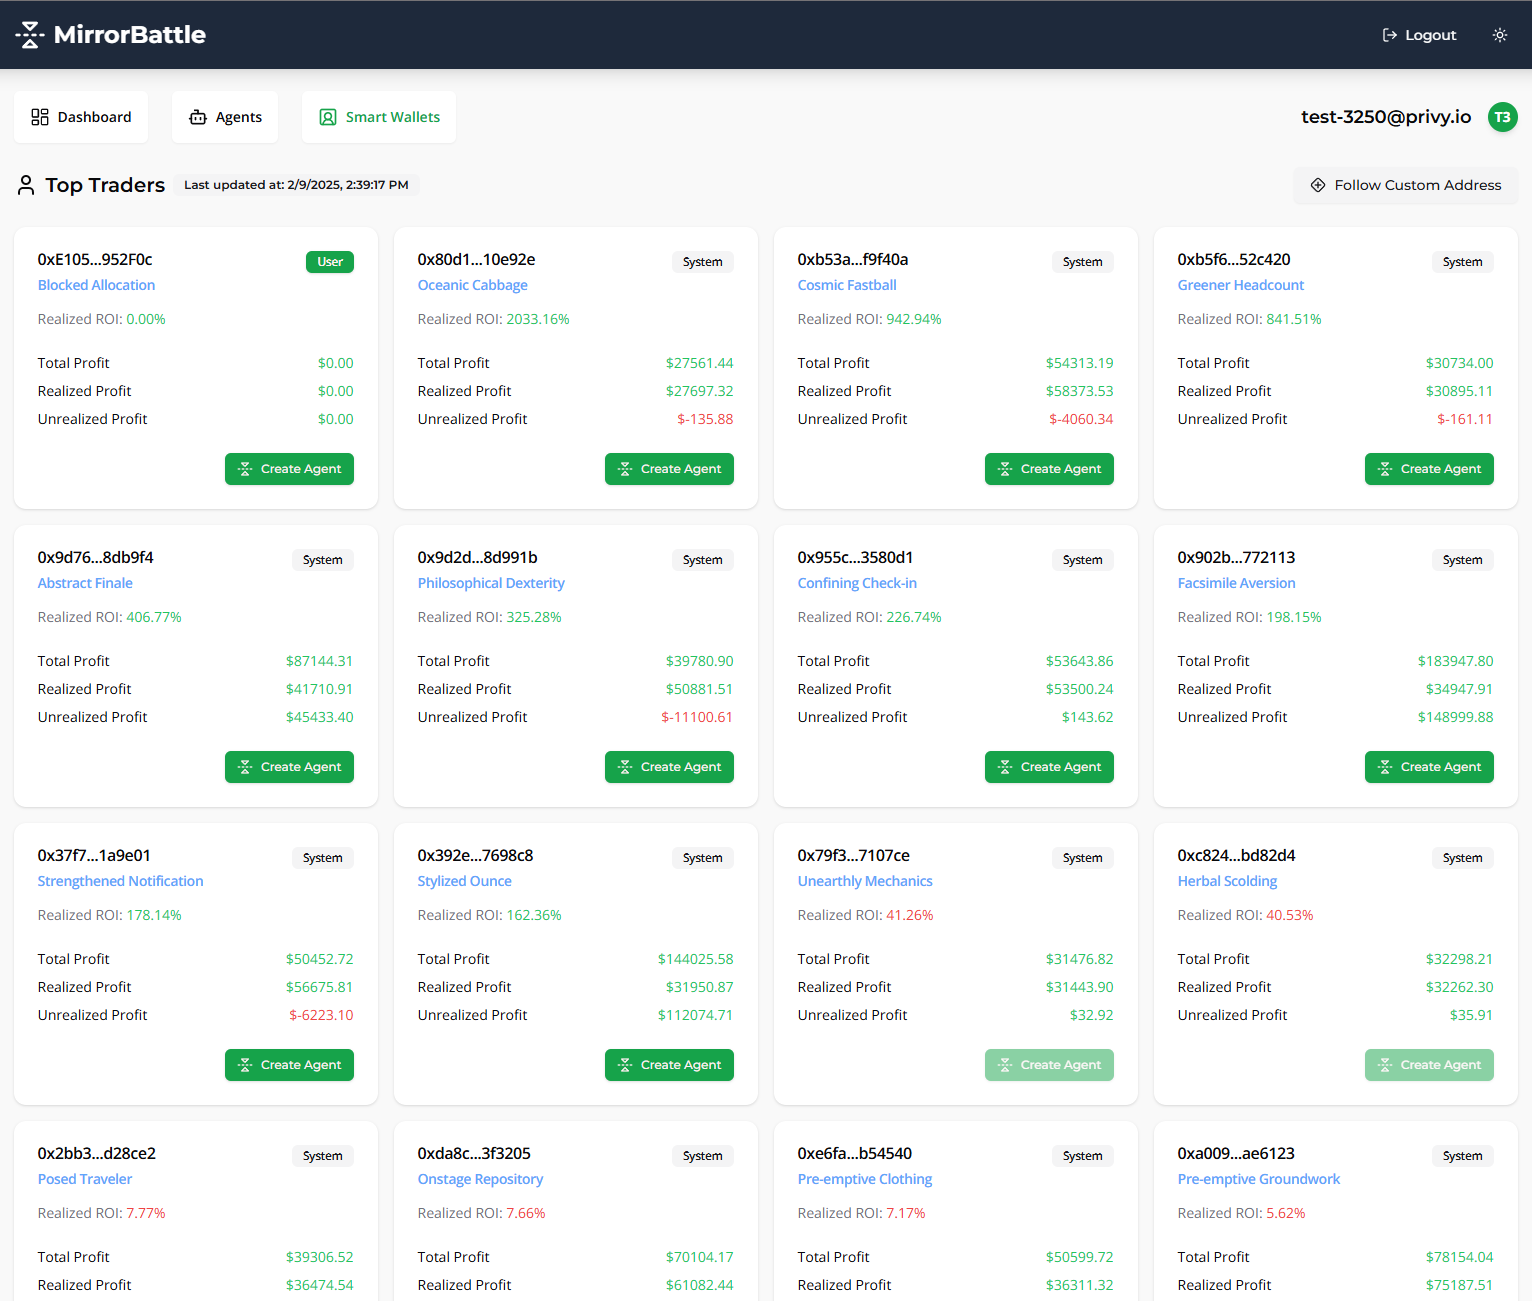 MirrorBattle
Logout
Dashboard
Agents
Smart Wallets
test-3250@privy.io
T3
Top Traders
Last updated at: 2/9/2025, 2:39:17 PM
Follow Custom Address
0xE105...952F0c
User
Blocked Allocation
Realized ROI: 0.00%
Total Profit $0.00
Realized Profit $0.00
Unrealized Profit $0.00
Create Agent
0x80d1...10e92e
System
Oceanic Cabbage
Realized ROI: 2033.16%
Total Profit $27561.44
Realized Profit $27697.32
Unrealized Profit $-135.88
Create Agent
0xb53a...f9f40a
System
Cosmic Fastball
Realized ROI: 942.94%
Total Profit $54313.19
Realized Profit $58373.53
Unrealized Profit $-4060.34
Create Agent
0xb5f6...52c420
System
Greener Headcount
Realized ROI: 841.51%
Total Profit $30734.00
Realized Profit $30895.11
Unrealized Profit $-161.11
Create Agent
0x9d76...8db9f4
System
Abstract Finale
Realized ROI: 406.77%
Total Profit $87144.31
Realized Profit $41710.91
Unrealized Profit $45433.40
Create Agent
0x9d2d...8d991b
System
Philosophical Dexterity
Realized ROI: 325.28%
Total Profit $39780.90
Realized Profit $50881.51
Unrealized Profit $-11100.61
Create Agent
0x955c...3580d1
System
Confining Check-in
Realized ROI: 226.74%
Total Profit $53643.86
Realized Profit $53500.24
Unrealized Profit $143.62
Create Agent
0x902b...772113
System
Facsimile Aversion
Realized ROI: 198.15%
Total Profit $183947.80
Realized Profit $34947.91
Unrealized Profit $148999.88
Create Agent
0x37f7...1a9e01
System
Strengthened Notification
Realized ROI: 178.14%
Total Profit $50452.72
Realized Profit $56675.81
Unrealized Profit $-6223.10
Create Agent
0x392e...7698c8
System
Stylized Ounce
Realized ROI: 162.36%
Total Profit $144025.58
Realized Profit $31950.87
Unrealized Profit $112074.71
Create Agent
0x79f3...7107ce
System
Unearthly Mechanics
Realized ROI: 41.26%
Total Profit $31476.82
Realized Profit $31443.90
Unrealized Profit $32.92
Create Agent
0xc824...bd82d4
System
Herbal Scolding
Realized ROI: 40.53%
Total Profit $32298.21
Realized Profit $32262.30
Unrealized Profit $35.91
Create Agent
0x2bb3...d28ce2
System
Posed Traveler
Realized ROI: 7.77%
Total Profit $39306.52
Realized Profit $36474.54
0xda8c...3f3205
System
Onstage Repository
Realized ROI: 7.66%
Total Profit $70104.17
Realized Profit $61082.44
0xe6fa...b54540
System
Pre-emptive Clothing
Realized ROI: 7.17%
Total Profit $50599.72
Realized Profit $36311.32
0xa009...ae6123
System
Pre-emptive Groundwork
Realized ROI: 5.62%
Total Profit $78154.04
Realized Profit $75187.51